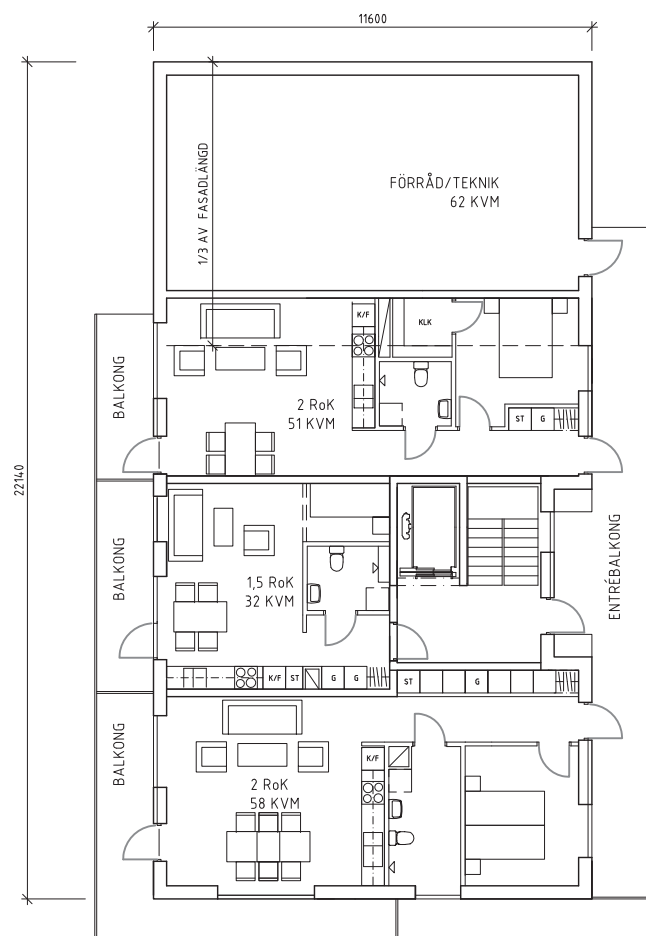 11600
22140
1/3 AV FASADLÄNGD
FÖRRÅD/TEKNIK
62 KVM
K/F
KLK
BALKONG
2 RoK
51 KVM
ST
G
BALKONG
1,5 RoK
32 KVM
ENTRÉBALKONG
K/F
ST
G
G
ST
G
BALKONG
K/F
2 RoK
58 KVM